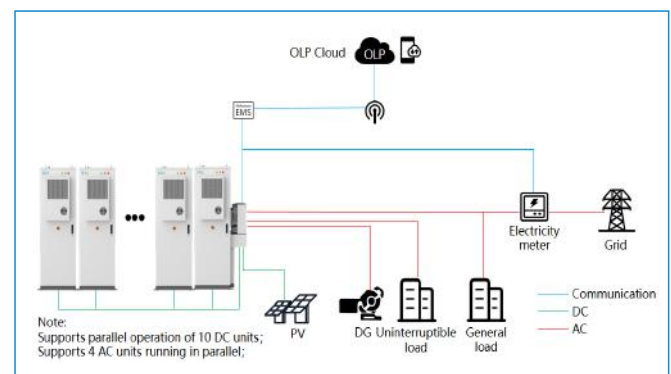 OLP Cloud
OLP
EMS
Electricity
meter
Grid
PV
DG
Uninterruptible
load
General
load
Communication
DC
AC
Note:
Supports parallel operation of 10 DC units;
Supports 4 AC units running in parallel;